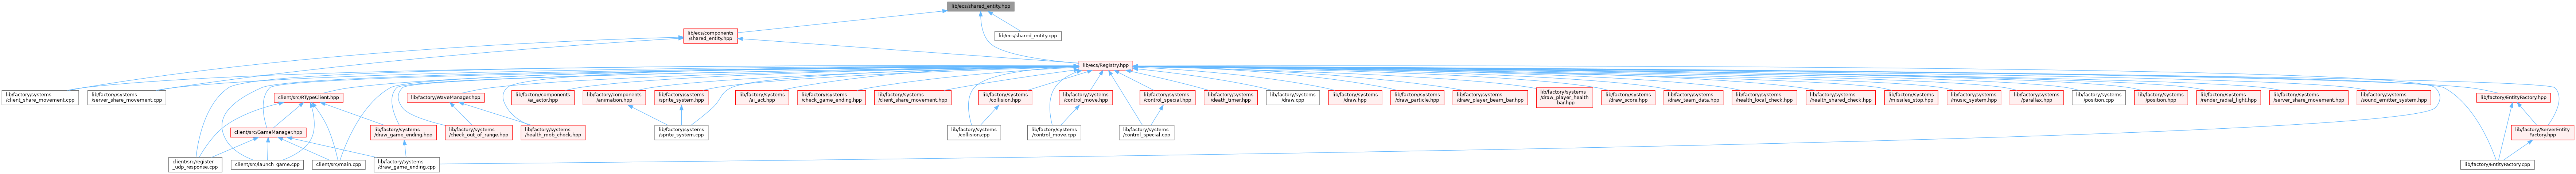 lib/ecs/shared_entity.hpp
lib/ecs/components
/shared_entity.hpp
lib/ecs/shared_entity.cpp
lib/ecs/Registry.hpp
lib/factory/systems
/client_share_movement.cpp
lib/factory/systems
/server_share_movement.cpp
client/src/RTypeClient.hpp
lib/factory/WaveManager.hpp
lib/factory/components
/ai_actor.hpp
lib/factory/components
/animation.hpp
lib/factory/systems
/sprite_system.hpp
lib/factory/systems
/ai_act.hpp
lib/factory/systems
/check_game_ending.hpp
lib/factory/systems
/client_share_movement.hpp
lib/factory/systems
/collision.hpp
lib/factory/systems
/control_move.hpp
lib/factory/systems
/control_special.hpp
lib/factory/systems
/death_timer.hpp
lib/factory/systems
/draw.cpp
lib/factory/systems
/draw.hpp
lib/factory/systems
/draw_particle.hpp
lib/factory/systems
/draw_player_beam_bar.hpp
lib/factory/systems
/draw_player_health
_bar.hpp
lib/factory/systems
/draw_score.hpp
lib/factory/systems
/draw_team_data.hpp
lib/factory/systems
/health_local_check.hpp
lib/factory/systems
/health_shared_check.hpp
lib/factory/systems
/missiles_stop.hpp
lib/factory/systems
/music_system.hpp
lib/factory/systems
/parallax.hpp
lib/factory/systems
/position.cpp
lib/factory/systems
/position.hpp
lib/factory/systems
/render_radial_light.hpp
lib/factory/systems
/server_share_movement.hpp
lib/factory/systems
/sound_emitter_system.hpp
lib/factory/EntityFactory.hpp
client/src/GameManager.hpp
lib/factory/systems
/draw_game_ending.hpp
lib/factory/systems
/check_out_of_range.hpp
lib/factory/systems
/health_mob_check.hpp
lib/factory/systems
/sprite_system.cpp
lib/factory/systems
/collision.cpp
lib/factory/systems
/control_move.cpp
lib/factory/systems
/control_special.cpp
lib/factory/ServerEntity
Factory.hpp
client/src/register
_udp_response.cpp
client/src/launch_game.cpp
client/src/main.cpp
lib/factory/systems
/draw_game_ending.cpp
lib/factory/EntityFactory.cpp